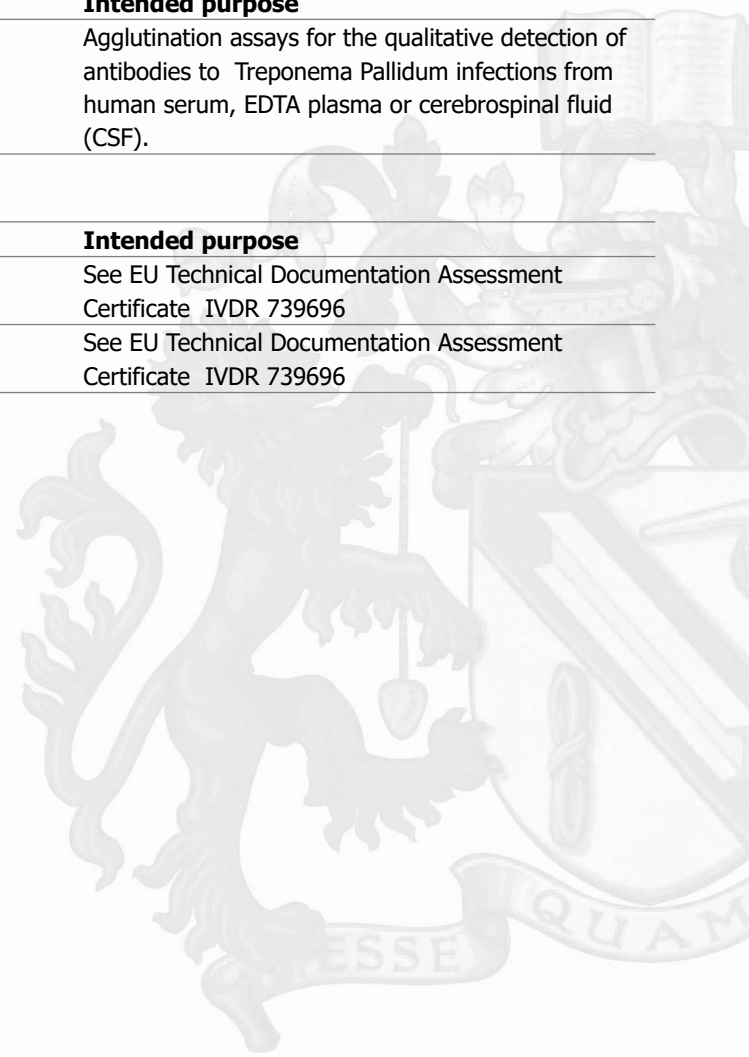 Intended purpose
Agglutination assays for the qualitative detection of
antibodies to Treponema Pallidum infections from
human serum, EDTA plasma or cerebrospinal fluid
(CSF).
Intended purpose
See EU Technical Documentation Assessment
Certificate IVDR 739696
See EU Technical Documentation Assessment
Certificate IVDR 739696
ESSE QUAM